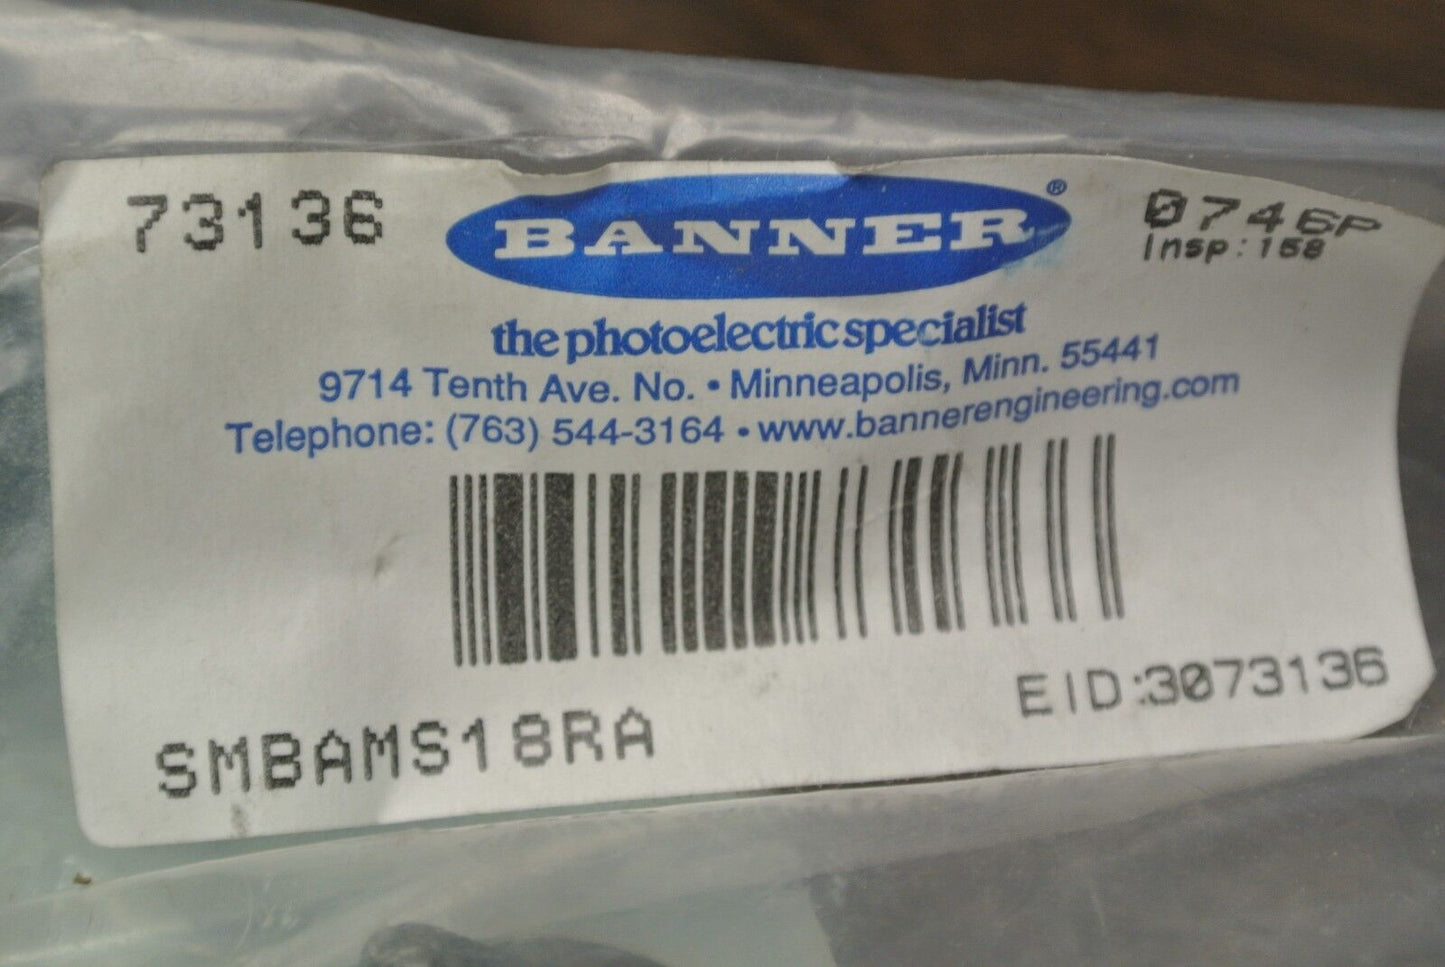 73136
BANNER®
0746P
Insp:158
the photoelectric specialist
9714 Tenth Ave. No. • Minneapolis, Minn. 55441
Telephone: (763) 544-3164 • www.bannerengineering.com
EID:3073136
SMBAMS18RA